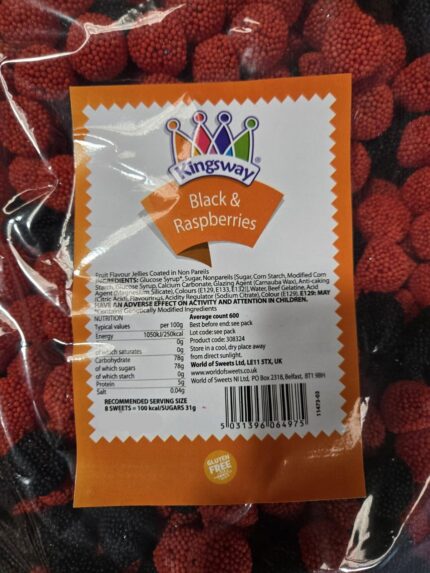 Kingsway®
Black &
Raspberries
Fruit Flavour Jellies Coated in Non Pareils
INGREDIENTS: Glucose Syrup*, Sugar, Nonpareils [Sugar, Corn Starch, Modified Corn
Starch, Glucose Syrup, Calcium Carbonate, Glazing Agent (Carnauba Wax), Anti-caking
Agent (Magnesium Silicate), Colours (E129, E133, E132)], Water, Beef Gelatine, Acid
(Citric Acid), Flavourings, Acidity Regulator (Sodium Citrate), Colour (E129). E129: MAY
HAVE AN ADVERSE EFFECT ON ACTIVITY AND ATTENTION IN CHILDREN.
*Contains Genetically Modified Ingredients
NUTRITION
Typical values per 100g
Energy 1050kJ/250kcal
0g
of which saturates 0g
Carbohydrate 78g
of which sugars 78g
of which starch 0g
Protein 5g
Salt 0.04g
RECOMMENDED SERVING SIZE
8 SWEETS = 100 kcal/SUGARS 31g
Average count 600
Best before end: see pack
Lot code: see pack
Product code: 308324
Store in a cool, dry place away
from direct sunlight.
World of Sweets Ltd, LE11 5TX, UK
www.worldofsweets.co.uk
World of Sweets NI Ltd, PO Box 2318, Belfast, BT1 9BH
5 031396 064975
11473-03
GLUTEN
FREE